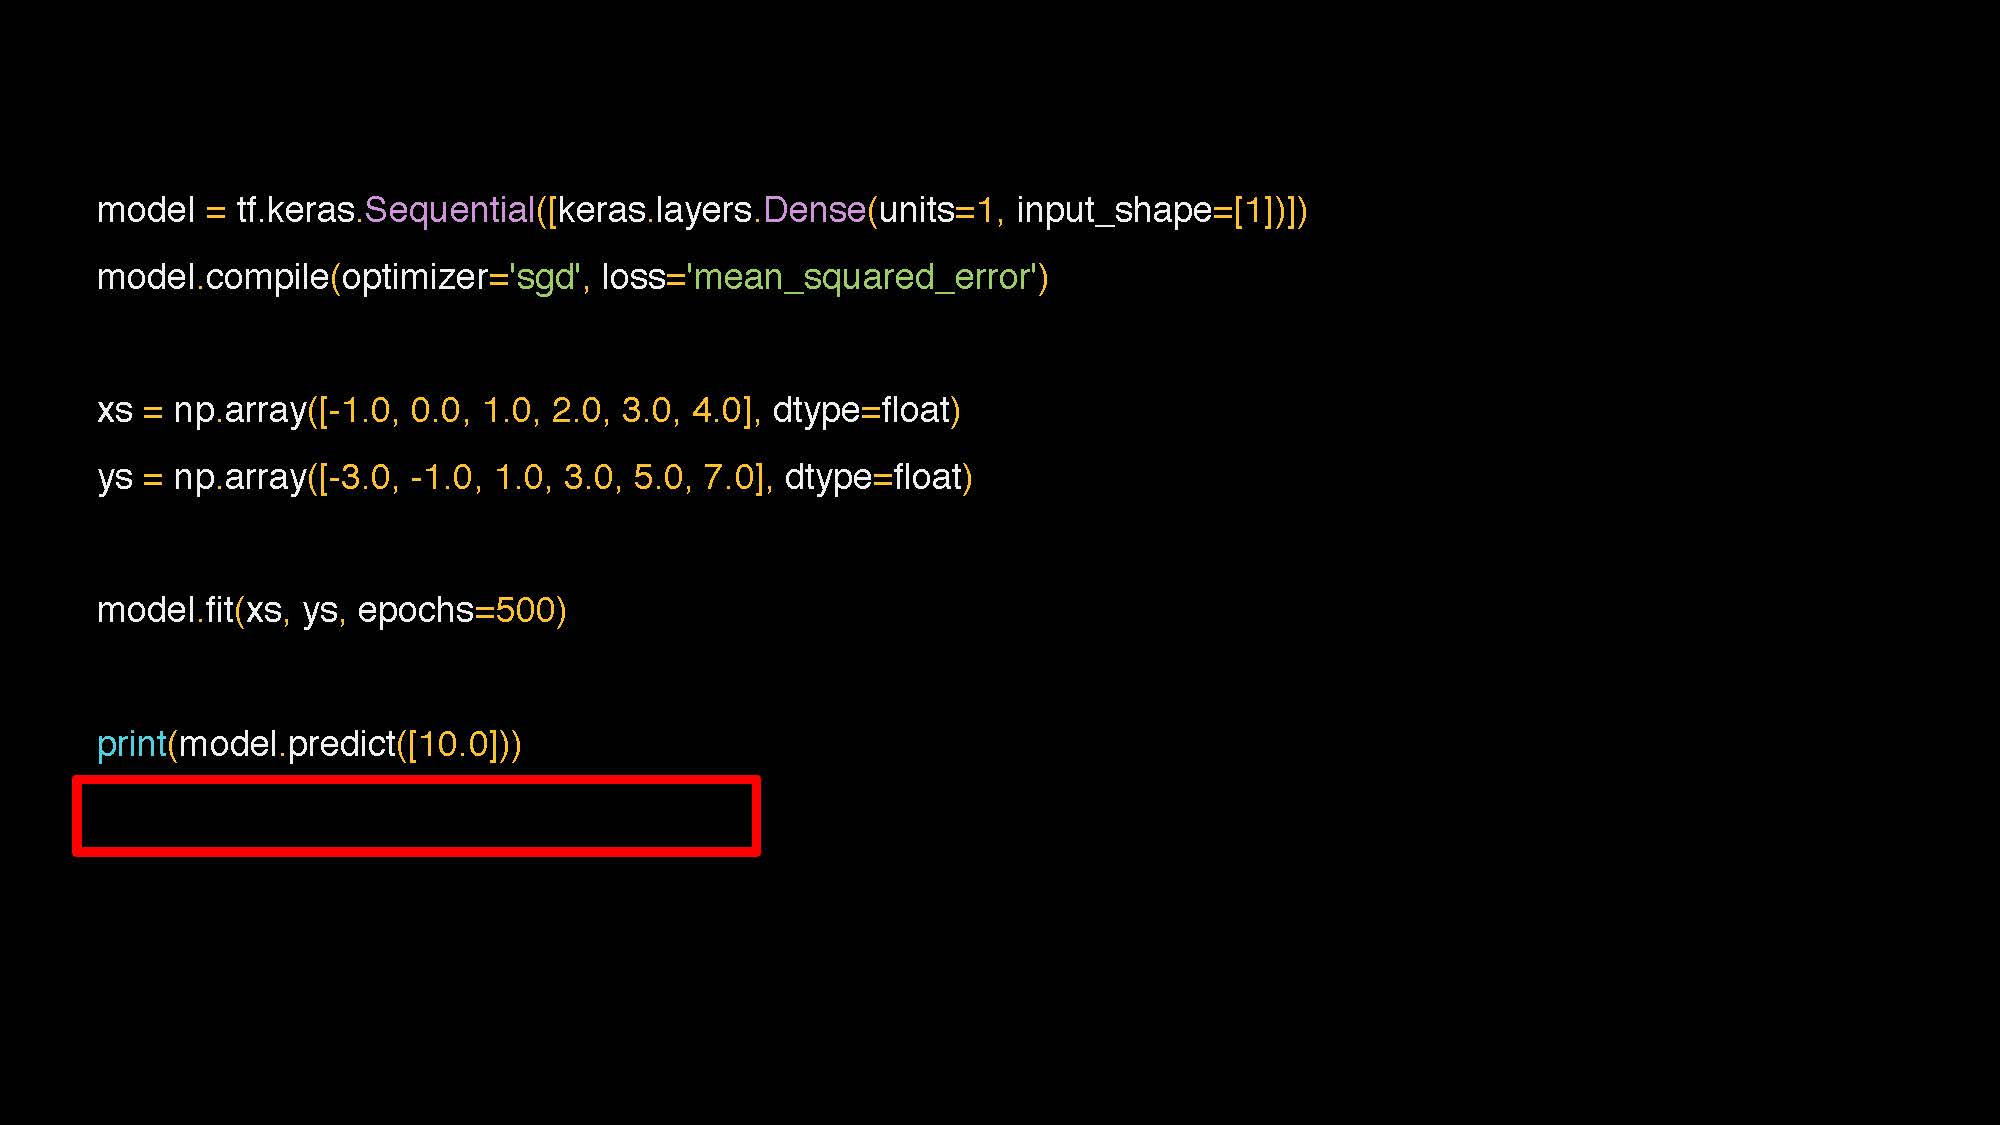 model = tf.keras.Sequential([keras.layers.Dense(units=1, input_shape=[1])])
model.compile(optimizer='sgd', loss='mean_squared_error')
xs = np.array([-1.0, 0.0, 1.0, 2.0, 3.0, 4.0], dtype=float)
ys = np.array([-3.0, -1.0, 1.0, 3.0, 5.0, 7.0], dtype=float)
model.fit(xs, ys, epochs=500)
print(model.predict([10.0]))